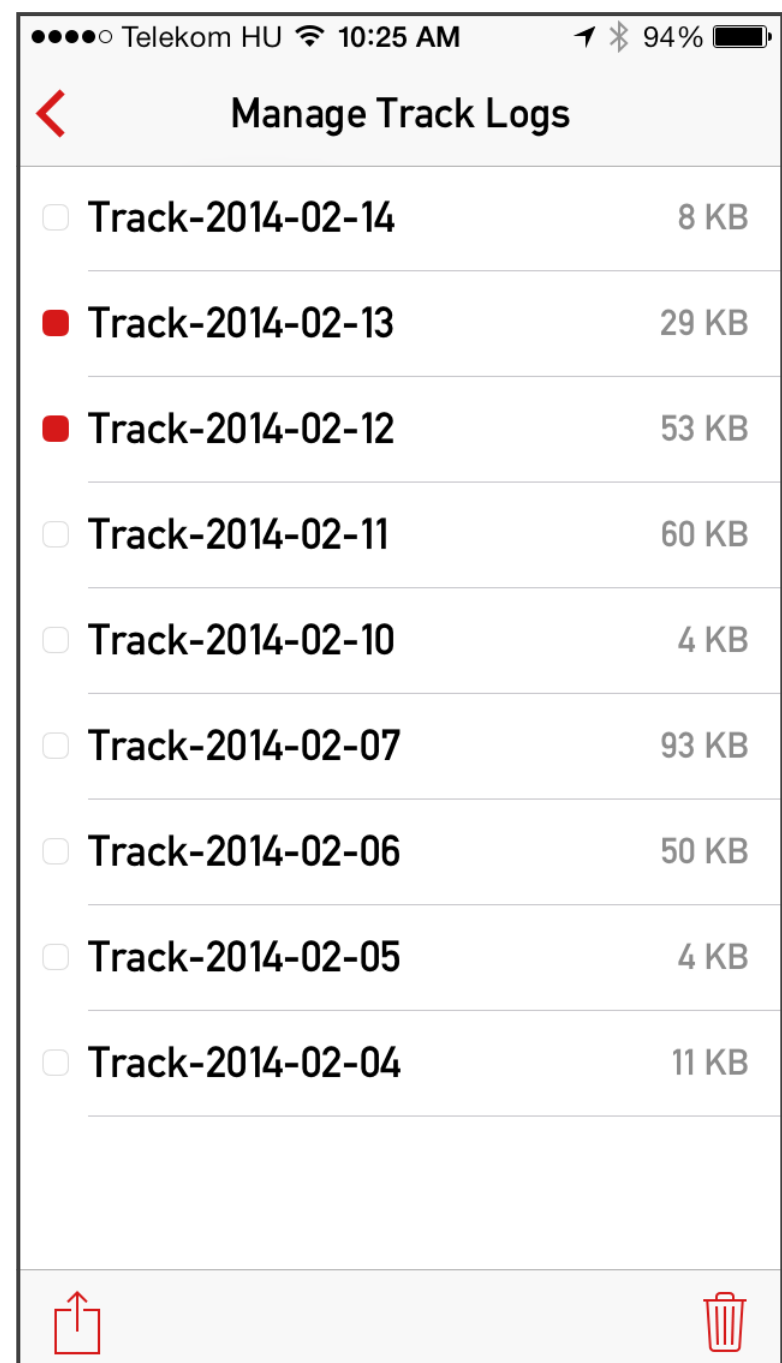 Telekom HU 10:25 AM 94%
Manage Track Logs
Track-2014-02-14 8 KB
Track-2014-02-13 29 KB
Track-2014-02-12 53 KB
Track-2014-02-11 60 KB
Track-2014-02-10 4 KB
Track-2014-02-07 93 KB
Track-2014-02-06 50 KB
Track-2014-02-05 4 KB
Track-2014-02-04 11 KB